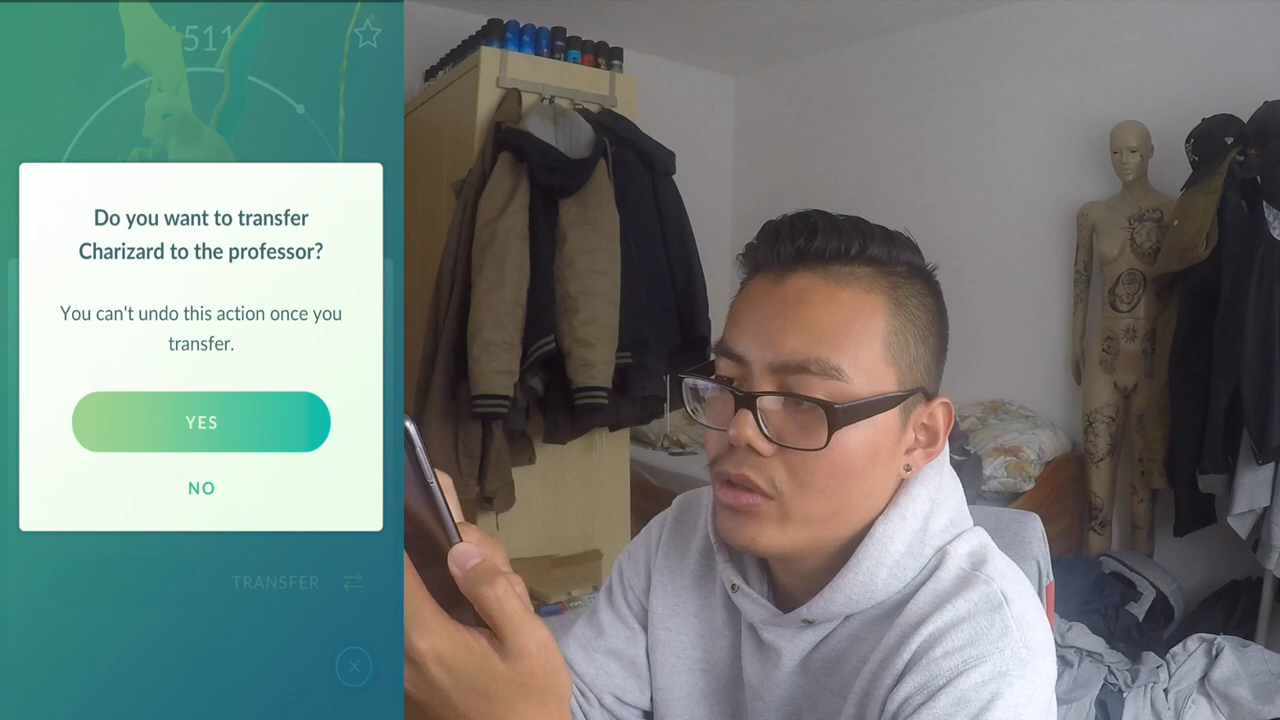 1511
Do you want to transfer
Charizard to the professor?
You can't undo this action once you
transfer.
YES
NO
TRANSFER